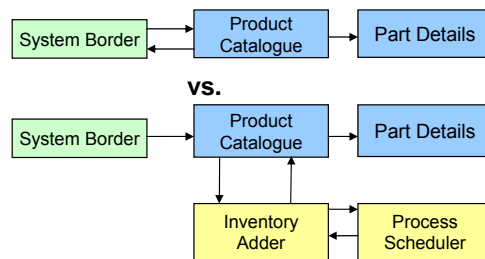 System Border
Product
Catalogue
Part Details
vs.
System Border
Product
Catalogue
Part Details
Inventory
Adder
Process
Scheduler